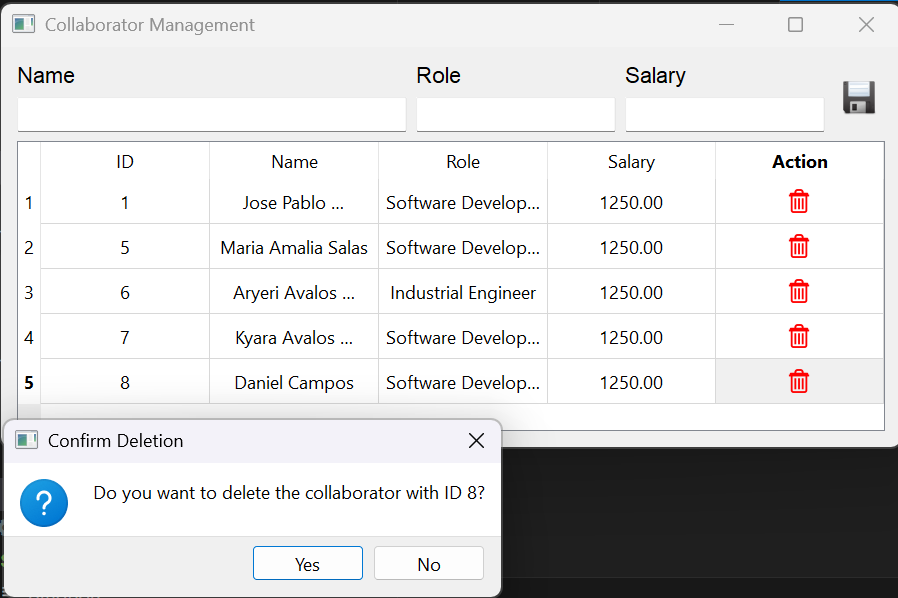 Collaborator Management
Name Role Salary
ID Name Role Salary Action
1 1 Jose Pablo ... Software Develop... 1250.00
2 5 Maria Amalia Salas Software Develop... 1250.00
3 6 Aryeri Avalos ... Industrial Engineer 1250.00
4 7 Kyara Avalos ... Software Develop... 1250.00
5 8 Daniel Campos Software Develop... 1250.00
Confirm Deletion
? Do you want to delete the collaborator with ID 8?
Yes No